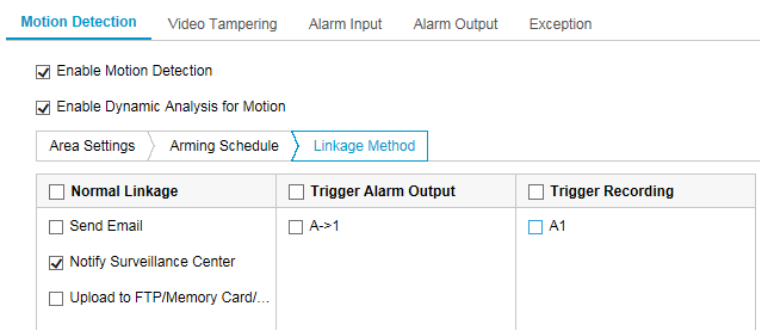 Motion Detection Video Tampering Alarm Input Alarm Output Exception
Enable Motion Detection
Enable Dynamic Analysis for Motion
Area Settings Arming Schedule Linkage Method
Normal Linkage Trigger Alarm Output Trigger Recording
Send Email A->1 A1
Notify Surveillance Center
Upload to FTP/Memory Card/...